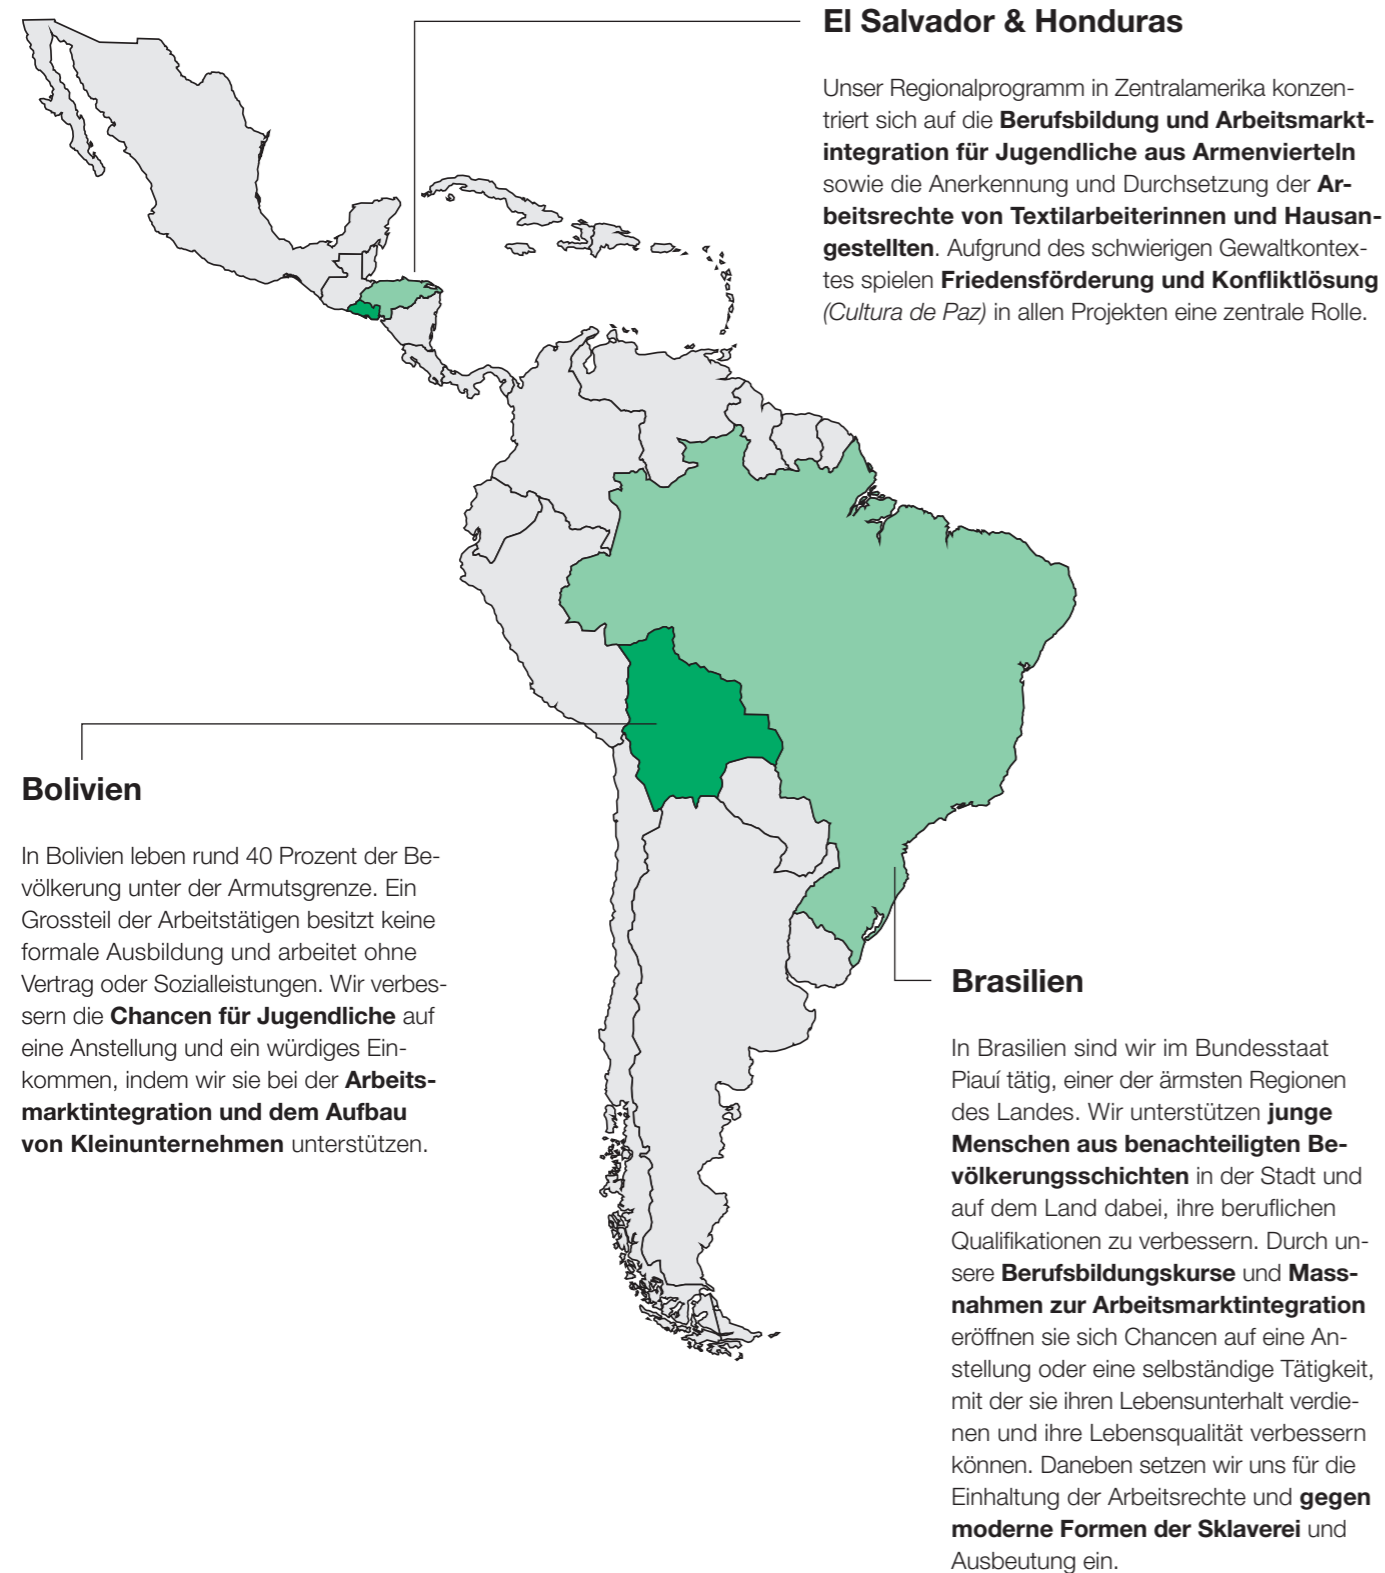 El Salvador & Honduras
Unser Regionalprogramm in Zentralamerika konzen-
triert sich auf die Berufsbildung und Arbeitsmarkt-
integration für Jugendliche aus Armenvierteln
sowie die Anerkennung und Durchsetzung der Ar-
beitsrechte von Textilarbeiterinnen und Hausan-
gestellten. Aufgrund des schwierigen Gewaltkontex-
tes spielen Friedensförderung und Konfliktlösung
(Cultura de Paz) in allen Projekten eine zentrale Rolle.
Bolivien
In Bolivien leben rund 40 Prozent der Be-
völkerung unter der Armutsgrenze. Ein
Grossteil der Arbeitstätigen besitzt keine
formale Ausbildung und arbeitet ohne
Vertrag oder Sozialleistungen. Wir verbes-
sern die Chancen für Jugendliche auf
eine Anstellung und ein würdiges Ein-
kommen, indem wir sie bei der Arbeits-
marktintegration und dem Aufbau
von Kleinunternehmen unterstützen.
Brasilien
In Brasilien sind wir im Bundesstaat
Piauí tätig, einer der ärmsten Regionen
des Landes. Wir unterstützen junge
Menschen aus benachteiligten Be-
völkerungsschichten in der Stadt und
auf dem Land dabei, ihre beruflichen
Qualifikationen zu verbessern. Durch un-
sere Berufsbildungskurse und Mass-
nahmen zur Arbeitsmarktintegration
eröffnen sie sich Chancen auf eine An-
stellung oder eine selbständige Tätigkeit,
mit der sie ihren Lebensunterhalt verdie-
nen und ihre Lebensqualität verbessern
können. Daneben setzen wir uns für die
Einhaltung der Arbeitsrechte und gegen
moderne Formen der Sklaverei und
Ausbeutung ein.